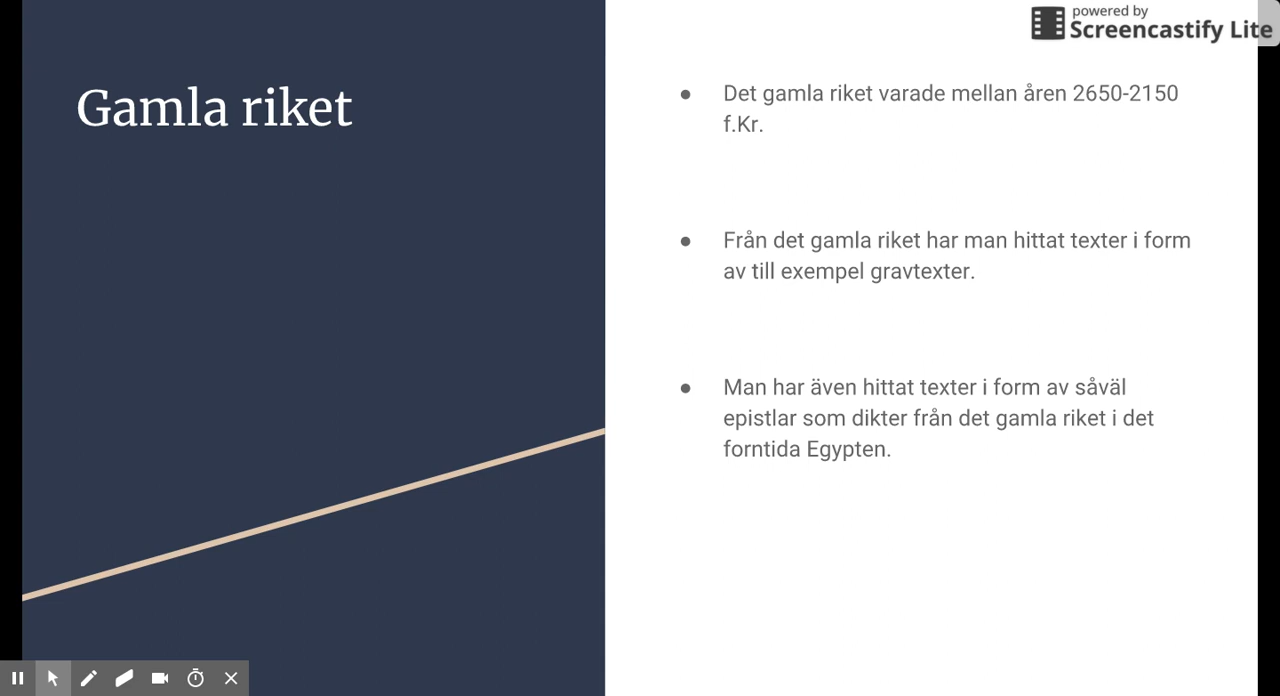 powered by
Screencastify Lite
Gamla riket
● Det gamla riket varade mellan åren 2650-2150
f.Kr.
● Från det gamla riket har man hittat texter i form
av till exempel gravtexter.
● Man har även hittat texter i form av såväl
epistlar som dikter från det gamla riket i det
forntida Egypten.